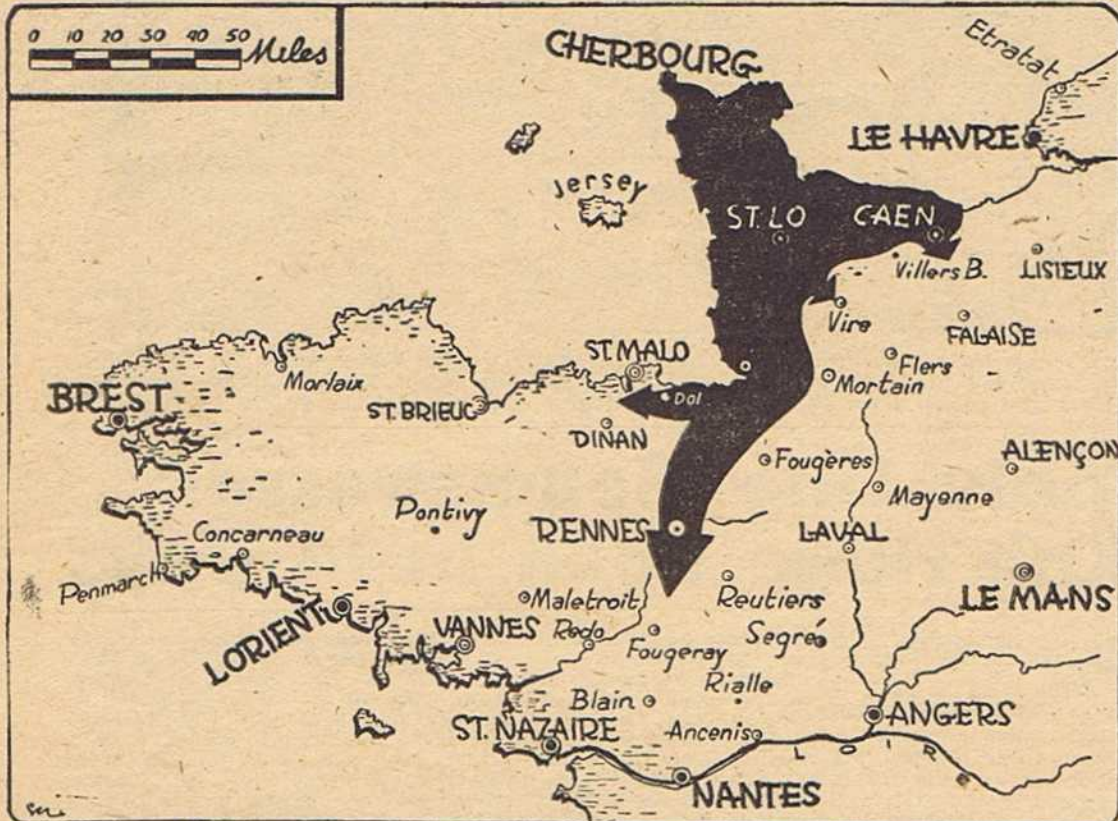 0 10 20 30 40 50 Miles
CHERBOURG
Etratat
LE HAVRE
Jersey
ST. LO
CAEN
Villers B.
LISIEUX
Vire
FALAISE
ST. MALO
Flers
Mortain
Morlaix
Dol
BREST
ST. BRIEUC
DINAN
Fougères
ALENÇON
Mayenne
Pontivy
RENNES
LAVAL
Concarneau
Penmarch
Maletroit
Reutiers
LE MANS
LORIENT
VANNES
Redo
Fougeray
Segré
Rialle
Blain
ANGERS
ST. NAZAIRE
Ancenis
LOIRE
NANTES